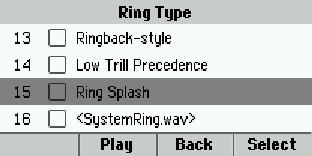 Ring Type
13 Ringback-style
14 Low Trill Precedence
15 Ring Splash
16 <SystemRing.wav>
Play Back Select